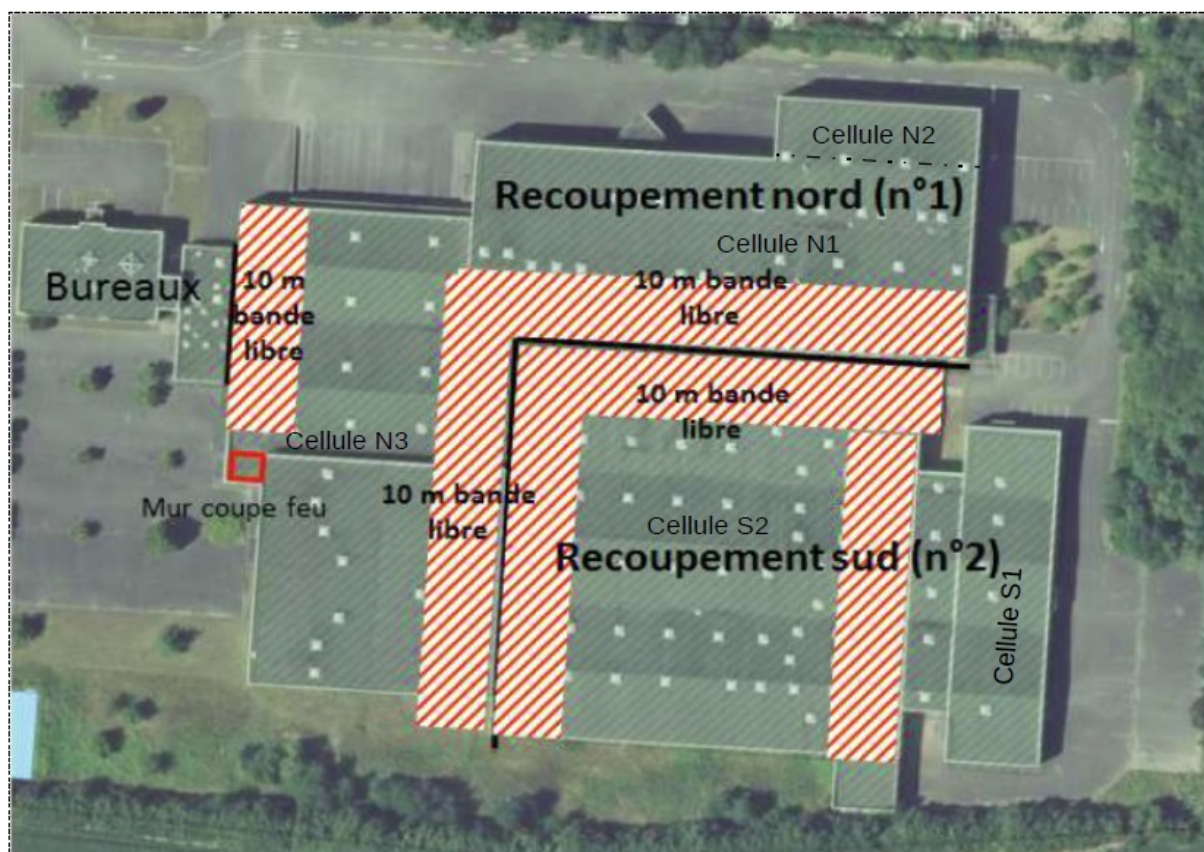 Cellule N2
Recoupement nord (n°1)
Cellule N1
Bureaux
10 m
bande
libre
10 m bande
libre
10 m bande
libre
Cellule N3
Mur coupe feu
10 m bande
libre
Cellule S2
Recoupement sud (n°2)
Cellule S1